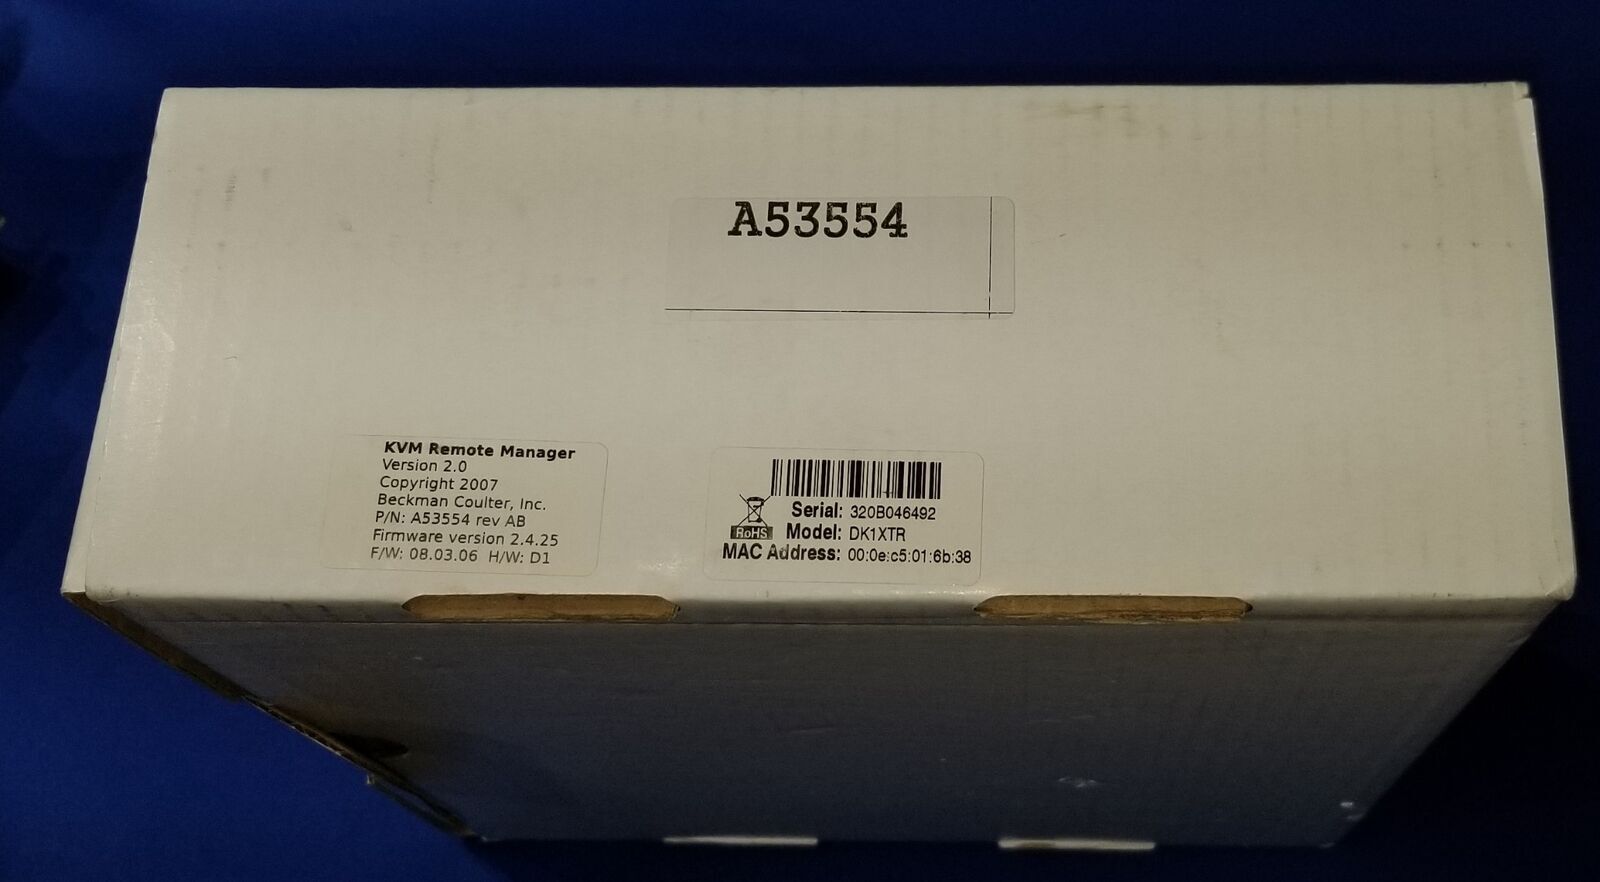 A53554
KVM Remote Manager
Version 2.0
Copyright 2007
Beckman Coulter, Inc.
P/N: A53554 rev AB
Firmware version 2.4.25
F/W: 08.03.06 H/W: D1
RoHS
Serial: 320B046492
Model: DK1XTR
MAC Address: 00:0e:c5:01:6b:38